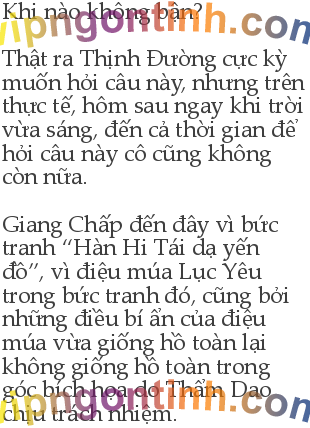 Khi nào không bận?
Thật ra Thịnh Đường cực kỳ
muốn hỏi câu này, nhưng trên
thực tế, hôm sau ngay khi trời
vừa sáng, đến cả thời gian để
hỏi câu này cô cũng không
còn nữa.
Giang Chấp đến đây vì bức
tranh “Hàn Hi Tái dạ yến
đồ”, vì điệu múa Lục Yêu
trong bức tranh đó, cũng bởi
những điều bí ẩn của điệu
múa vừa giống hồ toàn lại
không giống hồ toàn trong
góc bích họa do Thẩm Dao
chịu trách nhiệm.
vipngontinh.com
vipngontinh.com